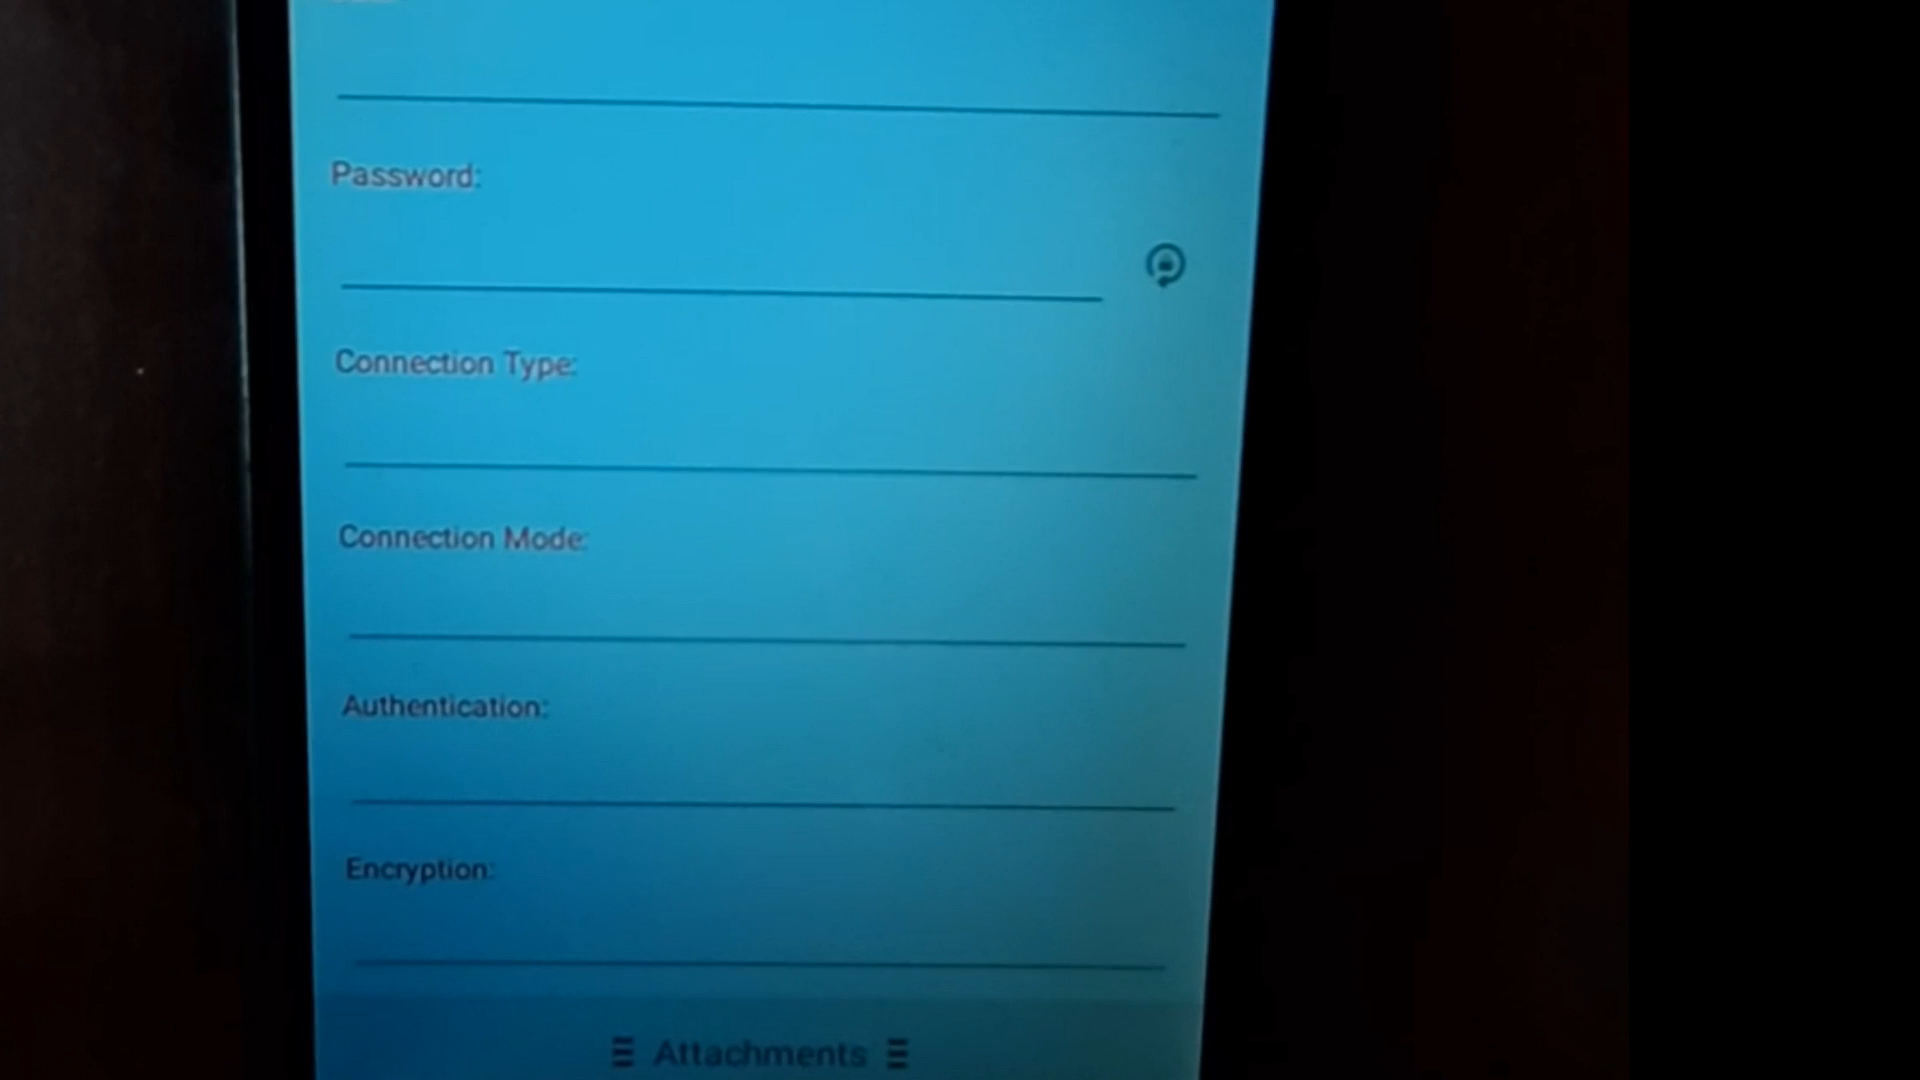 Password:
Connection Type:
Connection Mode:
Authentication:
Encryption:
Attachments